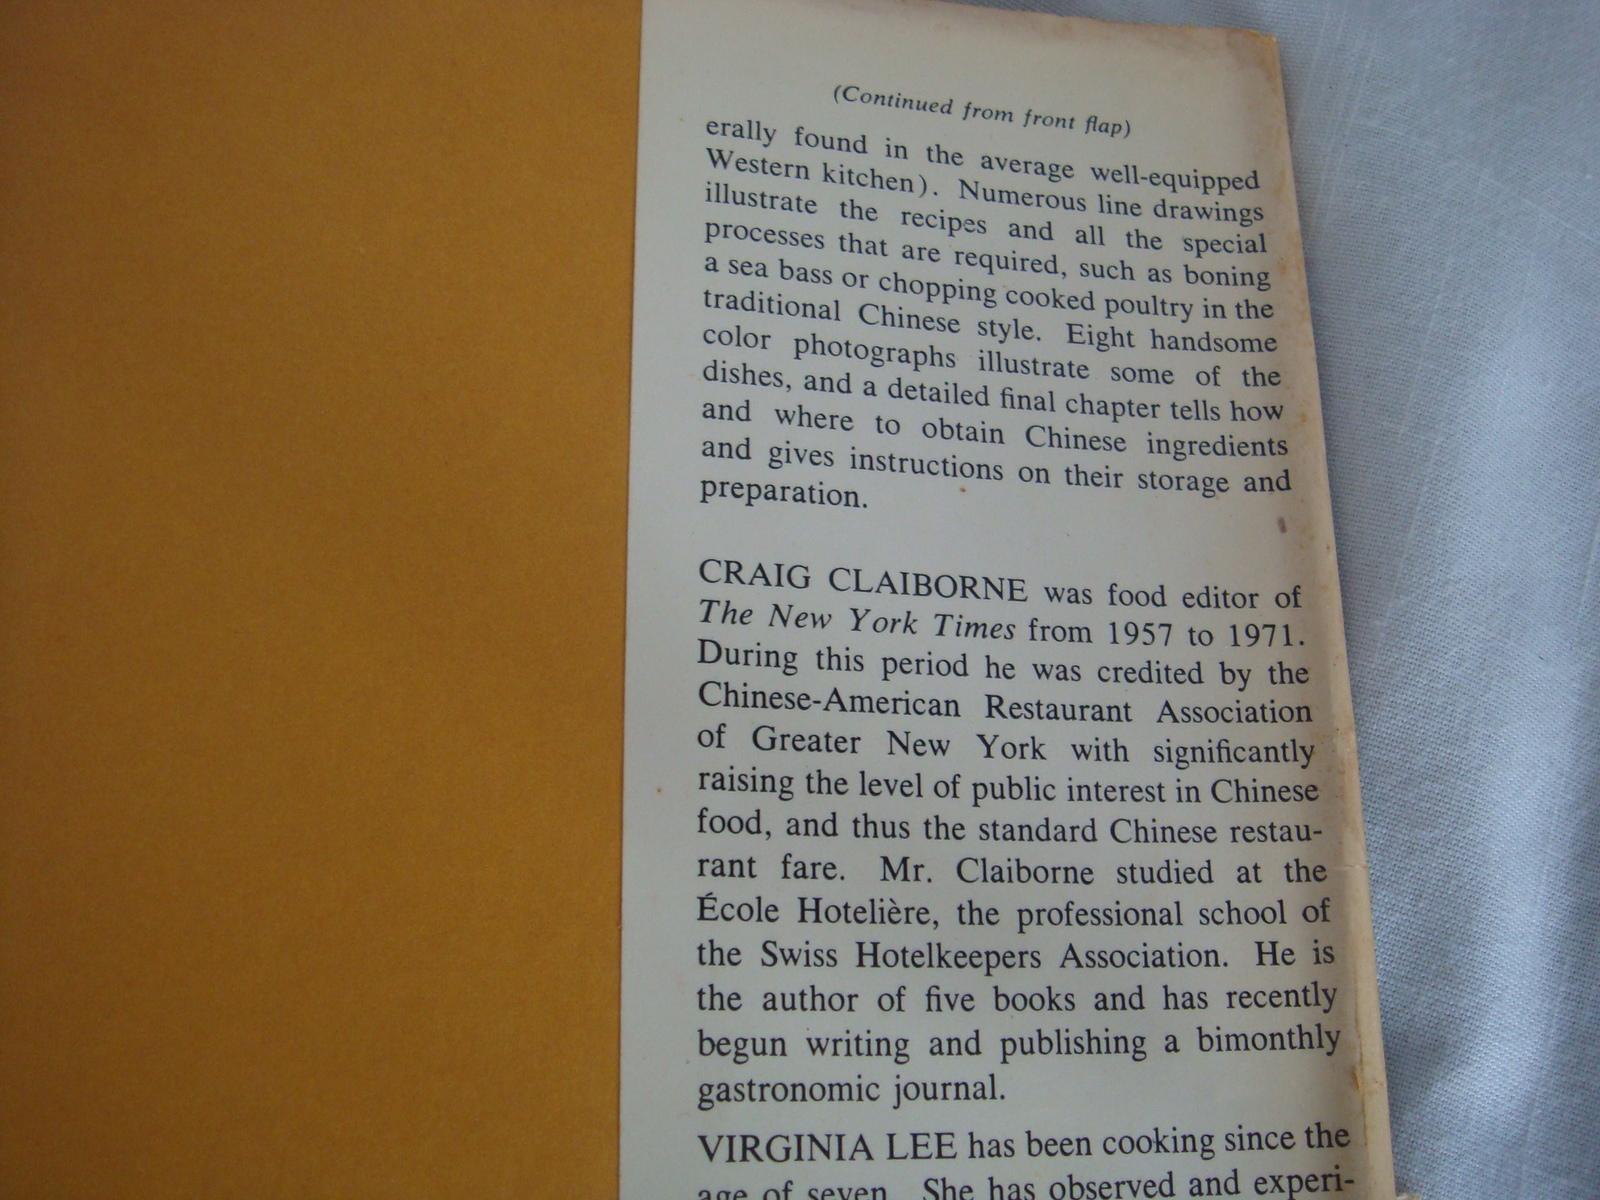 (Continued from front flap)
erally found in the average well-equipped
Western kitchen). Numerous line drawings
illustrate the recipes and all the special
processes that are required, such as boning
a sea bass or chopping cooked poultry in the
traditional Chinese style. Eight handsome
color photographs illustrate some of the
dishes, and a detailed final chapter tells how
and where to obtain Chinese ingredients
and gives instructions on their storage and
preparation.
CRAIG CLAIBORNE was food editor of
The New York Times from 1957 to 1971.
During this period he was credited by the
Chinese-American Restaurant Association
of Greater New York with significantly
raising the level of public interest in Chinese
food, and thus the standard Chinese restau-
rant fare. Mr. Claiborne studied at the
École Hotelière, the professional school of
the Swiss Hotelkeepers Association. He is
the author of five books and has recently
begun writing and publishing a bimonthly
gastronomic journal.
VIRGINIA LEE has been cooking since the
age of seven. She has observed and experi-